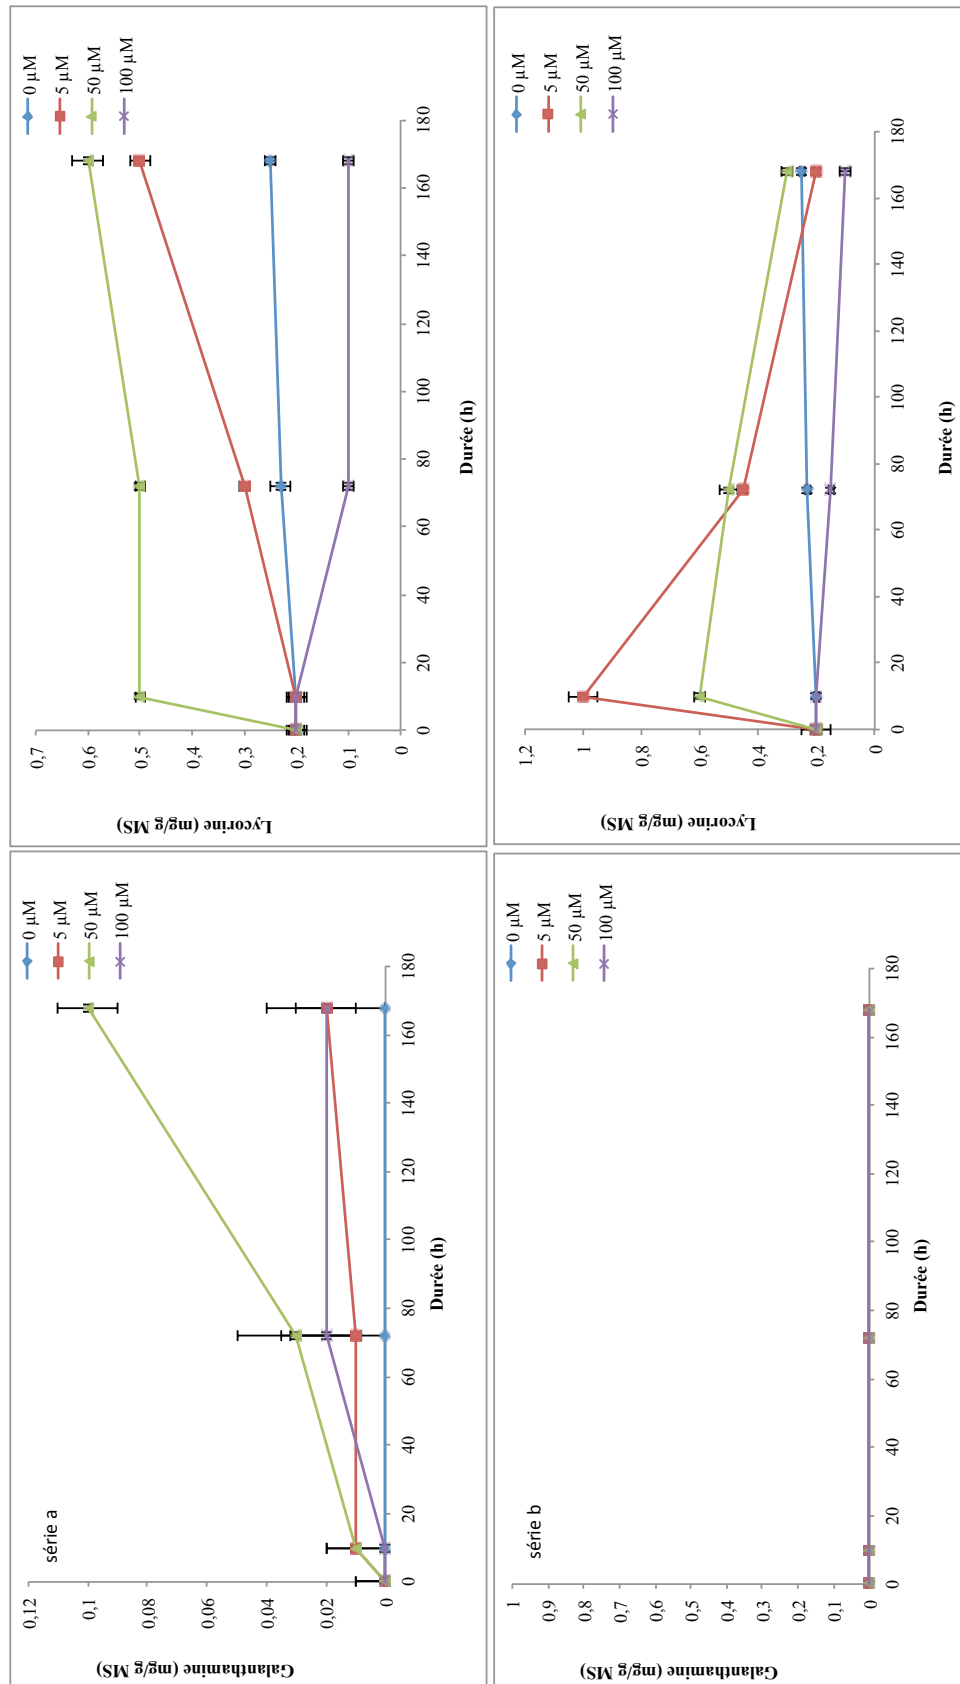 série a
Galanthamine (mg/g MS)
0,12
0,1
0,08
0,06
0,04
0,02
0
0 20 40 60 80 100 120 140 160 180
Durée (h)
0 µM
5 µM
50 µM
100 µM
Lycorine (mg/g MS)
0,7
0,6
0,5
0,4
0,3
0,2
0,1
0
0 20 40 60 80 100 120 140 160 180
Durée (h)
0 µM
5 µM
50 µM
100 µM
série b
Galanthamine (mg/g MS)
1
0,9
0,8
0,7
0,6
0,5
0,4
0,3
0,2
0,1
0
0 20 40 60 80 100 120 140 160 180
Durée (h)
0 µM
5 µM
50 µM
100 µM
Lycorine (mg/g MS)
1,2
1
0,8
0,6
0,4
0,2
0
0 20 40 60 80 100 120 140 160 180
Durée (h)
0 µM
5 µM
50 µM
100 µM